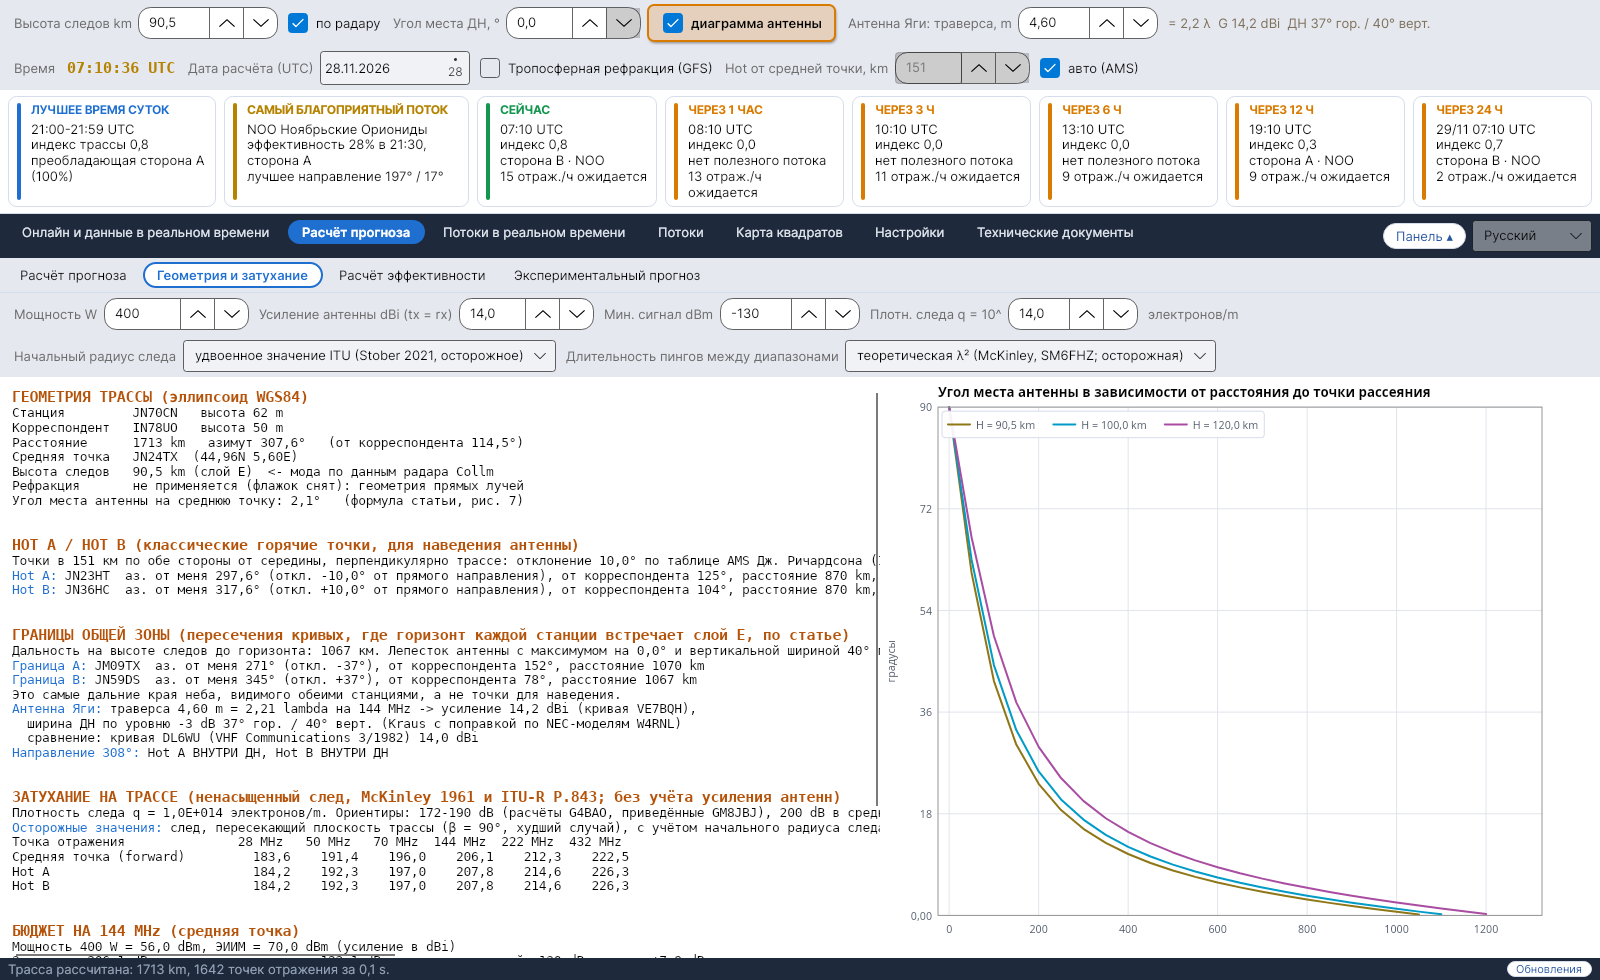 Высота следов km 90,5 по радару Угол места ДН, ° 0,0 диаграмма антенны Антенна Яги: траверса, m 4,60 = 2,2 λ G 14,2 dBi ДН 37° гор. / 40° верт.
Время 07:10:36 UTC Дата расчёта (UTC) 28.11.2026 28 Тропосферная рефракция (GFS) Hot от средней точки, km 151 авто (AMS)
ЛУЧШЕЕ ВРЕМЯ СУТОК
21:00-21:59 UTC
индекс трассы 0,8
преобладающая сторона A
(100%)
САМЫЙ БЛАГОПРИЯТНЫЙ ПОТОК
NOO Ноябрьские Ориониды
эффективность 28% в 21:30,
сторона A
лучшее направление 197° / 17°
СЕЙЧАС
07:10 UTC
индекс 0,8
сторона B · NOO
15 отраж./ч ожидается
ЧЕРЕЗ 1 ЧАС
08:10 UTC
индекс 0,0
нет полезного потока
13 отраж./ч
ожидается
ЧЕРЕЗ 3 Ч
10:10 UTC
индекс 0,0
нет полезного потока
11 отраж./ч ожидается
ЧЕРЕЗ 6 Ч
13:10 UTC
индекс 0,0
нет полезного потока
9 отраж./ч ожидается
ЧЕРЕЗ 12 Ч
19:10 UTC
индекс 0,3
сторона A · NOO
9 отраж./ч ожидается
ЧЕРЕЗ 24 Ч
29/11 07:10 UTC
индекс 0,7
сторона B · NOO
2 отраж./ч ожидается
Онлайн и данные в реальном времени Расчёт прогноза Потоки в реальном времени Потоки Карта квадратов Настройки Технические документы Панель ▴ Русский
Расчёт прогноза Геометрия и затухание Расчёт эффективности Экспериментальный прогноз
Мощность W 400 Усиление антенны dBi (tx = rx) 14,0 Мин. сигнал dBm -130 Плотн. следа q = 10^ 14,0 электронов/m
Начальный радиус следа удвоенное значение ITU (Stober 2021, осторожное) Длительность пингов между диапазонами теоретическая λ² (McKinley, SM6FHZ; осторожная)
ГЕОМЕТРИЯ ТРАССЫ (эллипсоид WGS84)
Станция JN70CN высота 62 m
Корреспондент IN78UO высота 50 m
Расстояние 1713 km азимут 307,6° (от корреспондента 114,5°)
Средняя точка JN24TX (44,96N 5,60E)
Высота следов 90,5 km (слой E) <- мода по данным радара Collm
Рефракция не применяется (флажок снят): геометрия прямых лучей
Угол места антенны на среднюю точку: 2,1° (формула статьи, рис. 7)
HOT A / HOT B (классические горячие точки, для наведения антенны)
Точки в 151 км по обе стороны от середины, перпендикулярно трассе: отклонение 10,0° по таблице AMS Дж. Ричардсона
Hot A: JN23HT аз. от меня 297,6° (откл. -10,0° от прямого направления), от корреспондента 125°, расстояние 870 km,
Hot B: JN36HC аз. от меня 317,6° (откл. +10,0° от прямого направления), от корреспондента 104°, расстояние 870 km,
ГРАНИЦЫ ОБЩЕЙ ЗОНЫ (пересечения кривых, где горизонт каждой станции встречает слой E, по статье)
Дальность на высоте следов до горизонта: 1067 км. Лепесток антенны с максимумом на 0,0° и вертикальной шириной 40°
Граница A: JM09TX аз. от меня 271° (откл. -37°), от корреспондента 152°, расстояние 1070 km
Граница B: JN59DS аз. от меня 345° (откл. +37°), от корреспондента 78°, расстояние 1067 km
Это самые дальние края неба, видимого обеими станциями, а не точки для наведения.
Антенна Яги: траверса 4,60 m = 2,21 lambda на 144 MHz -> усиление 14,2 dBi (кривая VE7BQH),
ширина ДН по уровню -3 dB 37° гор. / 40° верт. (Kraus с поправкой по NEC-моделям W4RNL)
сравнение: кривая DL6WU (VHF Communications 3/1982) 14,0 dBi
Направление 308°: Hot A ВНУТРИ ДН, Hot B ВНУТРИ ДН
ЗАТУХАНИЕ НА ТРАССЕ (ненасыщенный след, McKinley 1961 и ITU-R P.843; без учёта усиления антенн)
Плотность следа q = 1,0E+014 электронов/m. Ориентиры: 172-190 dB (расчёты G4BAO, приведённые GM8JBJ), 200 dB в
Осторожные значения: след, пересекающий плоскость трассы (β = 90°, худший случай), с учётом начального радиуса
Точка отражения 28 MHz 50 MHz 70 MHz 144 MHz 222 MHz 432 MHz
Средняя точка (forward) 183,6 191,4 196,0 206,1 212,3 222,5
Hot A 184,2 192,3 197,0 207,8 214,6 226,3
Hot B 184,2 192,3 197,0 207,8 214,6 226,3
БЮДЖЕТ НА 144 MHz (средняя точка)
Мощность 400 W = 56,0 dBm, ЭИИМ = 70,0 dBm (усиление в dBi)
Угол места антенны в зависимости от расстояния до точки рассеяния
H = 90,5 km H = 100,0 km H = 120,0 km
градусы
90
72
54
36
18
0,00
0 200 400 600 800 1000 1200
Трасса рассчитана: 1713 km, 1642 точек отражения за 0,1 s. Обновления